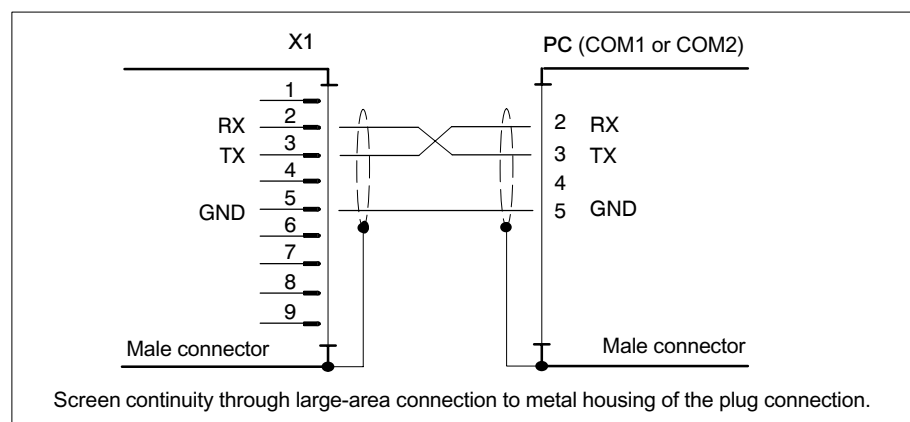 X1 PC (COM1 or COM2)
1
RX 2 2 RX
TX 3 3 TX
4 4
GND 5 5 GND
6
7
8
9
Male connector Male connector
Screen continuity through large-area connection to metal housing of the plug connection.